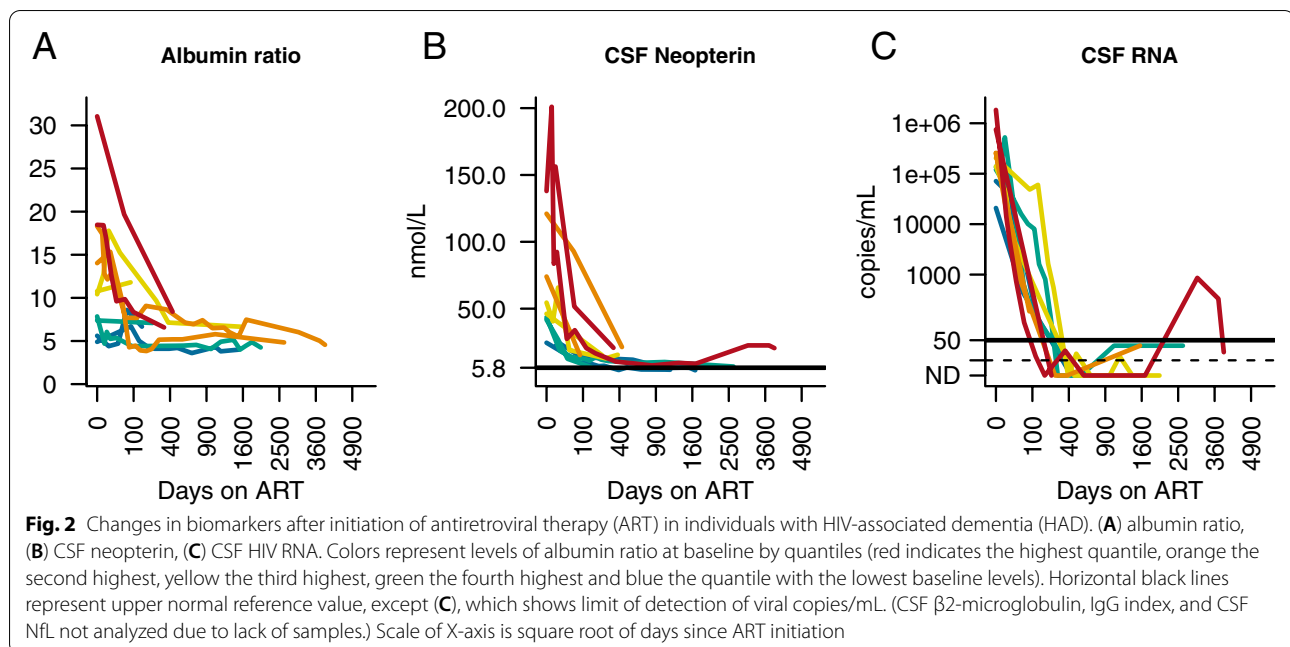 A
Albumin ratio
30
25
20
15
10
5
0
0
100
400
900
1600
2500
3600
4900
Days on ART
B
CSF Neopterin
nmol/L
200.0
150.0
100.0
50.0
5.8
0
100
400
900
1600
2500
3600
4900
Days on ART
C
CSF RNA
copies/mL
1e+06
1e+05
10000
1000
50
ND
0
100
400
900
1600
2500
3600
4900
Days on ART
Fig. 2 Changes in biomarkers after initiation of antiretroviral therapy (ART) in individuals with HIV-associated dementia (HAD). (A) albumin ratio,
(B) CSF neopterin, (C) CSF HIV RNA. Colors represent levels of albumin ratio at baseline by quantiles (red indicates the highest quantile, orange the
second highest, yellow the third highest, green the fourth highest and blue the quantile with the lowest baseline levels). Horizontal black lines
represent upper normal reference value, except (C), which shows limit of detection of viral copies/mL. (CSF β2-microglobulin, IgG index, and CSF
NfL not analyzed due to lack of samples.) Scale of X-axis is square root of days since ART initiation